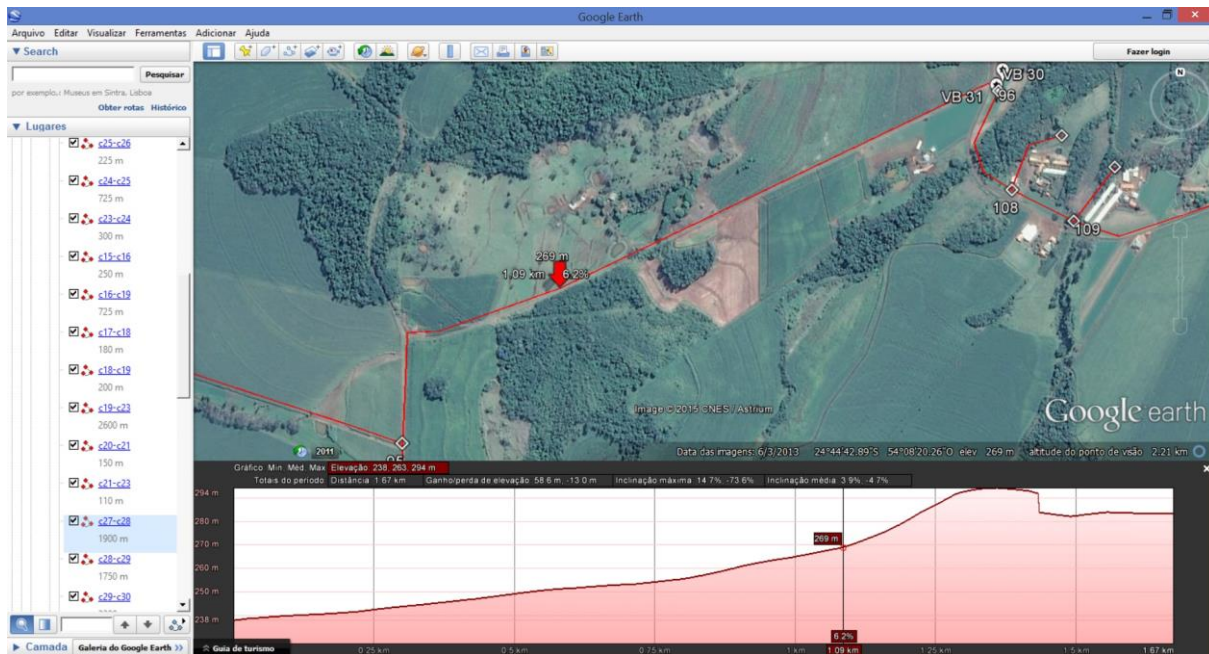 Google Earth
Arquivo Editar Visualizar Ferramentas Adicionar Ajuda
▼ Search
Fazer login
Pesquisar
por exemplo,: Museus em Sintra, Lisboa
Obter rotas Histórico
▼ Lugares
c25-c26
225 m
c24-c25
725 m
c23-c24
300 m
c15-c16
250 m
c16-c19
725 m
c17-c18
180 m
c18-c19
200 m
c19-c23
2600 m
c20-c21
150 m
c21-c23
110 m
c27-c28
1900 m
c28-c29
1750 m
c29-c30
▶ Camada
Galeria do Google Earth >>
N
VB 30
VB 31 96
108
109
269 m
1,09 km 6.2%
95
Image © 2015 CNES / Astrium
Google earth
2011
Data das imagens: 6/3/2013 24°44'42.89"S 54°08'20.26"O elev 269 m altitude do ponto de visão 2.21 km
Gráfico Min, Méd, Max Elevação 238, 263, 294 m
Totais do período Distância 1.67 km Ganho/perda de elevação 58.6 m, -13.0 m Inclinação máxima 14.7%, -73.6% Inclinação média 3.9%, -4.7%
294 m
280 m
270 m
269 m
260 m
250 m
238 m
6.2%
Guia de turismo
0.25 km 0.5 km 0.75 km 1 km 1.09 km 1.25 km 1.5 km 1.67 km